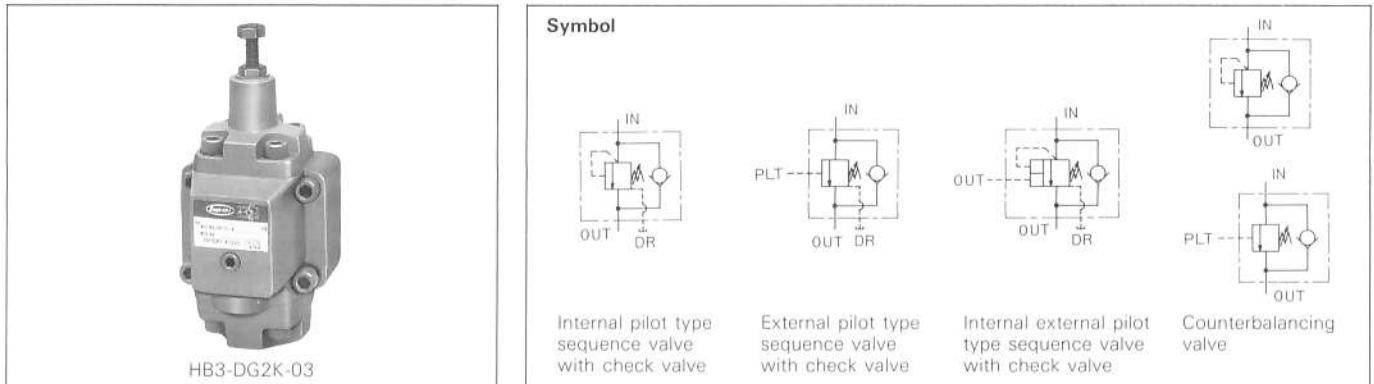 HB3-DG2K-03
Symbol
IN
OUT
DR
Internal pilot type
sequence valve
with check valve
IN
PLT
OUT DR
External pilot type
sequence valve
with check valve
IN
OUT
OUT
DR
Internal external pilot
type sequence valve
with check valve
IN
OUT
IN
PLT
OUT
Counterbalancing
valve